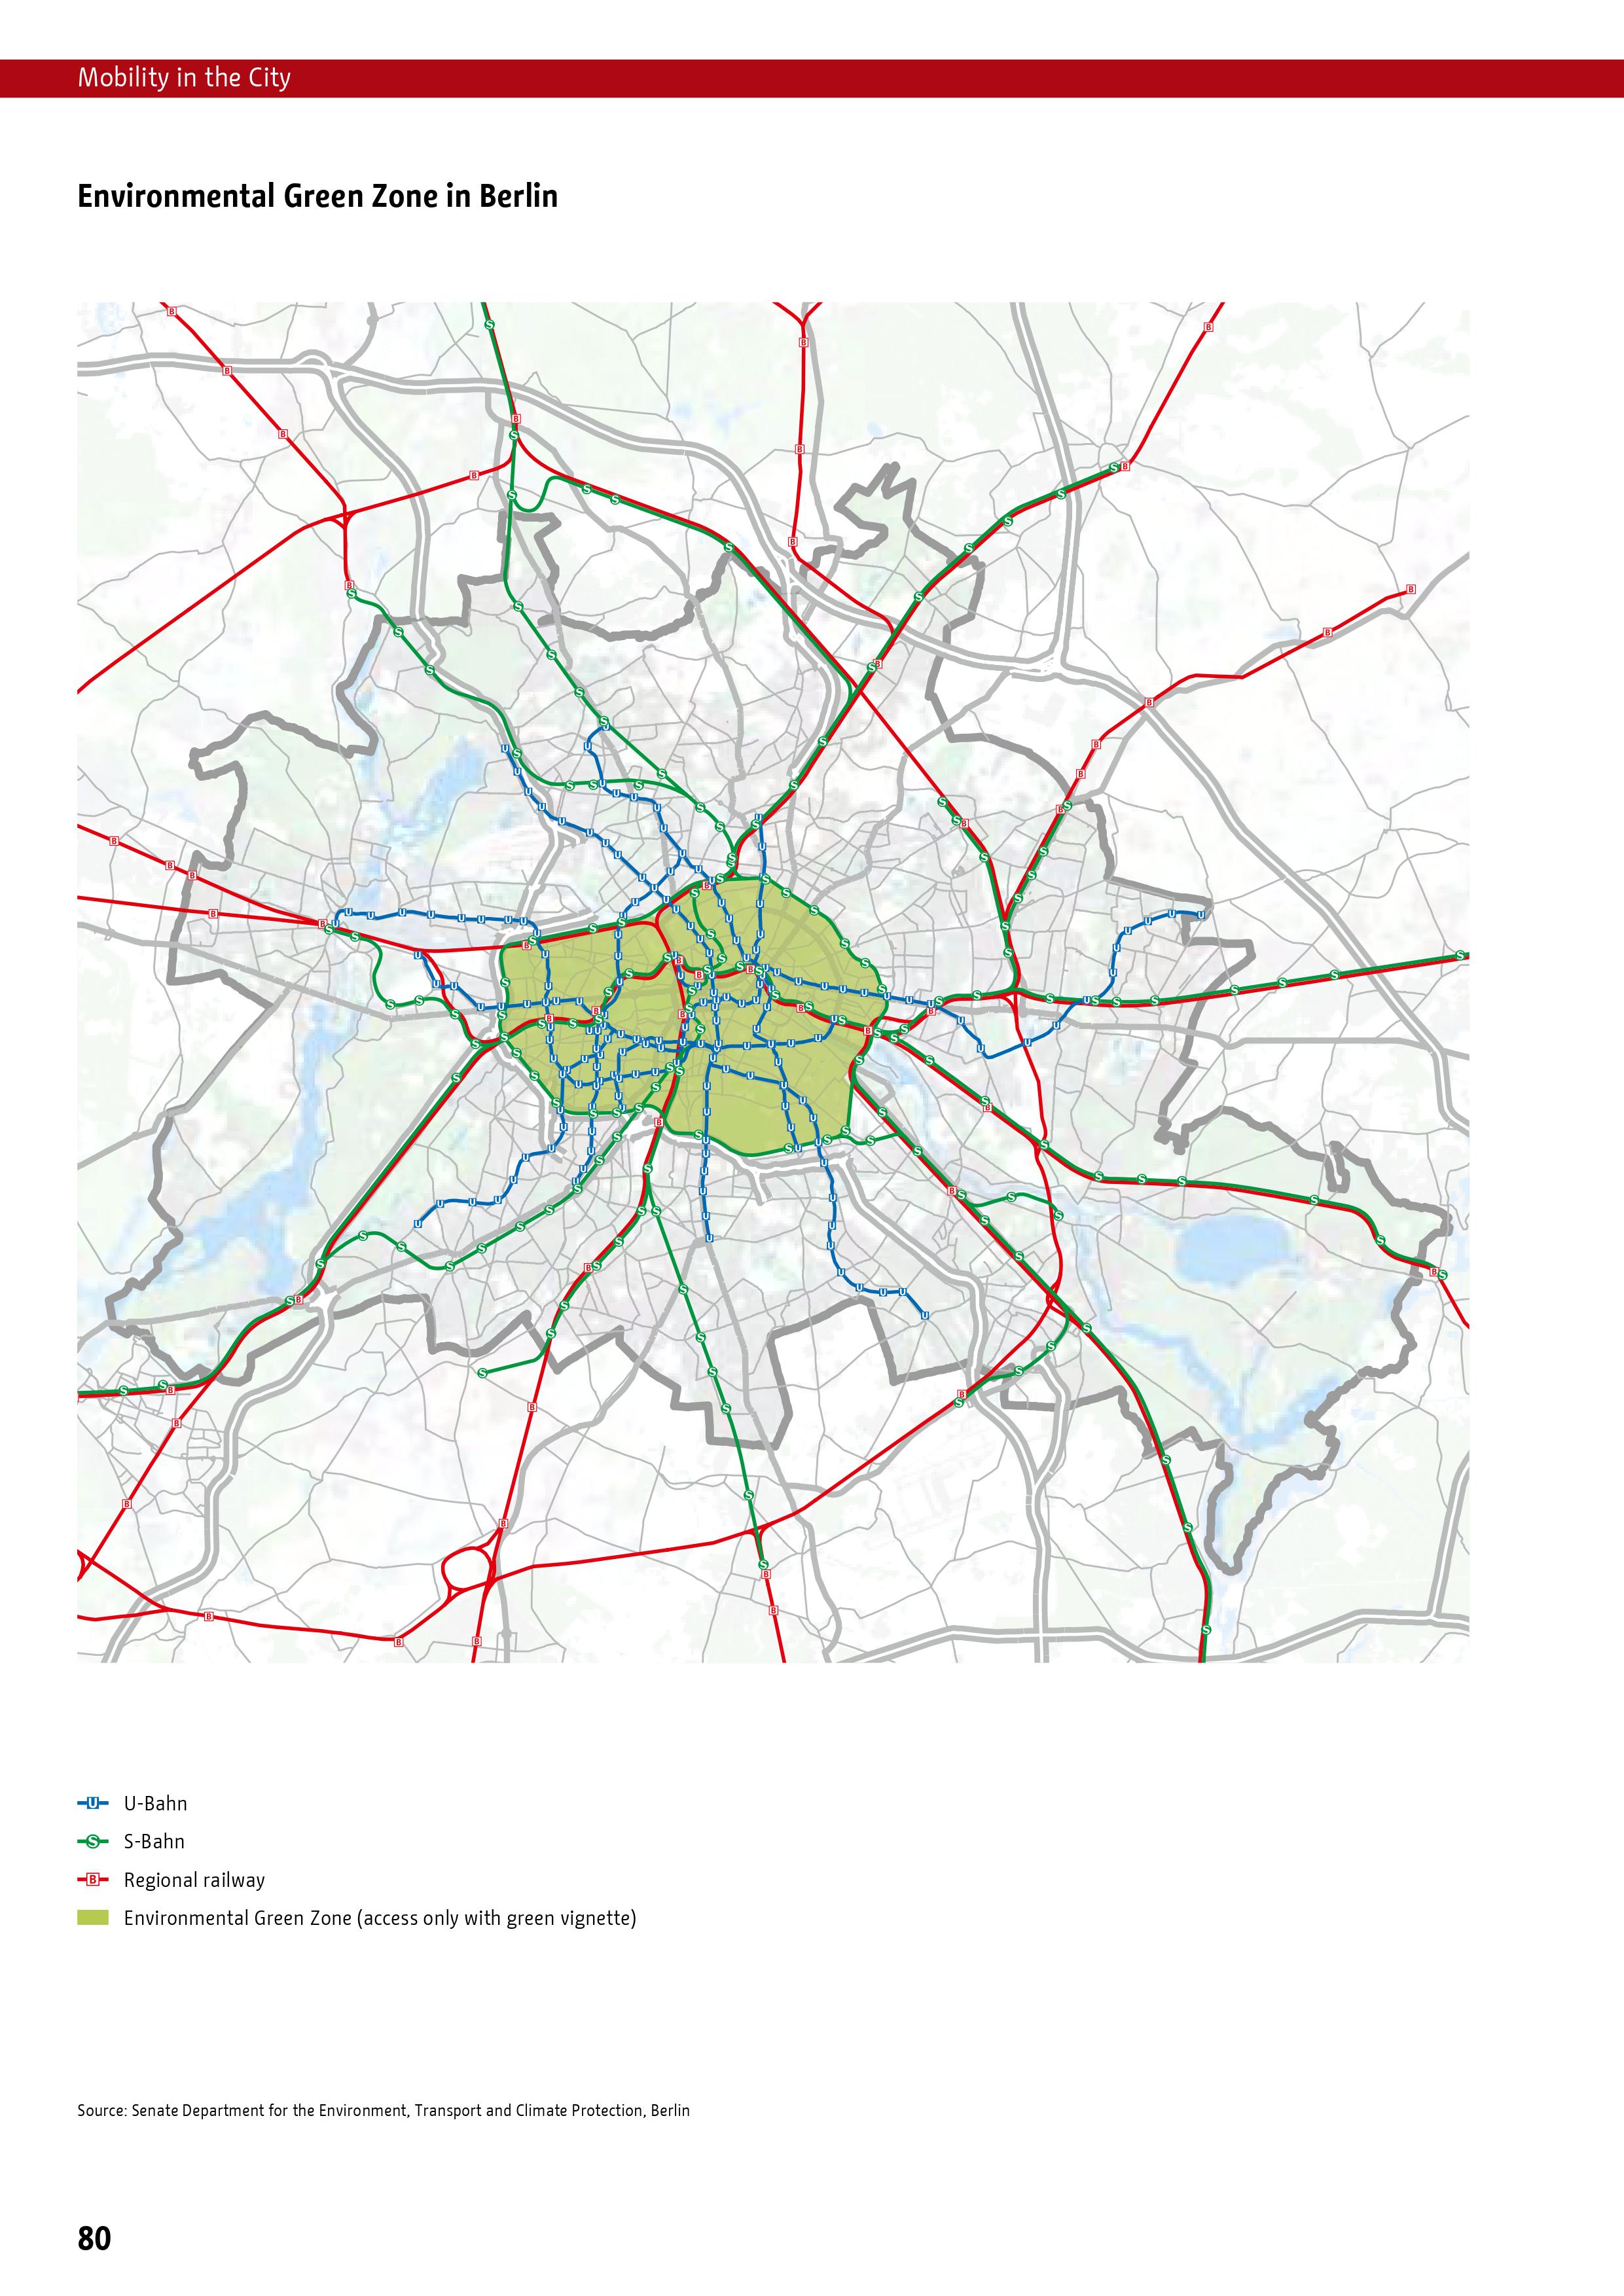 Mobility in the City
Environmental Green Zone in Berlin
U-Bahn
S-Bahn
Regional railway
Environmental Green Zone (access only with green vignette)
Source: Senate Department for the Environment, Transport and Climate Protection, Berlin
80